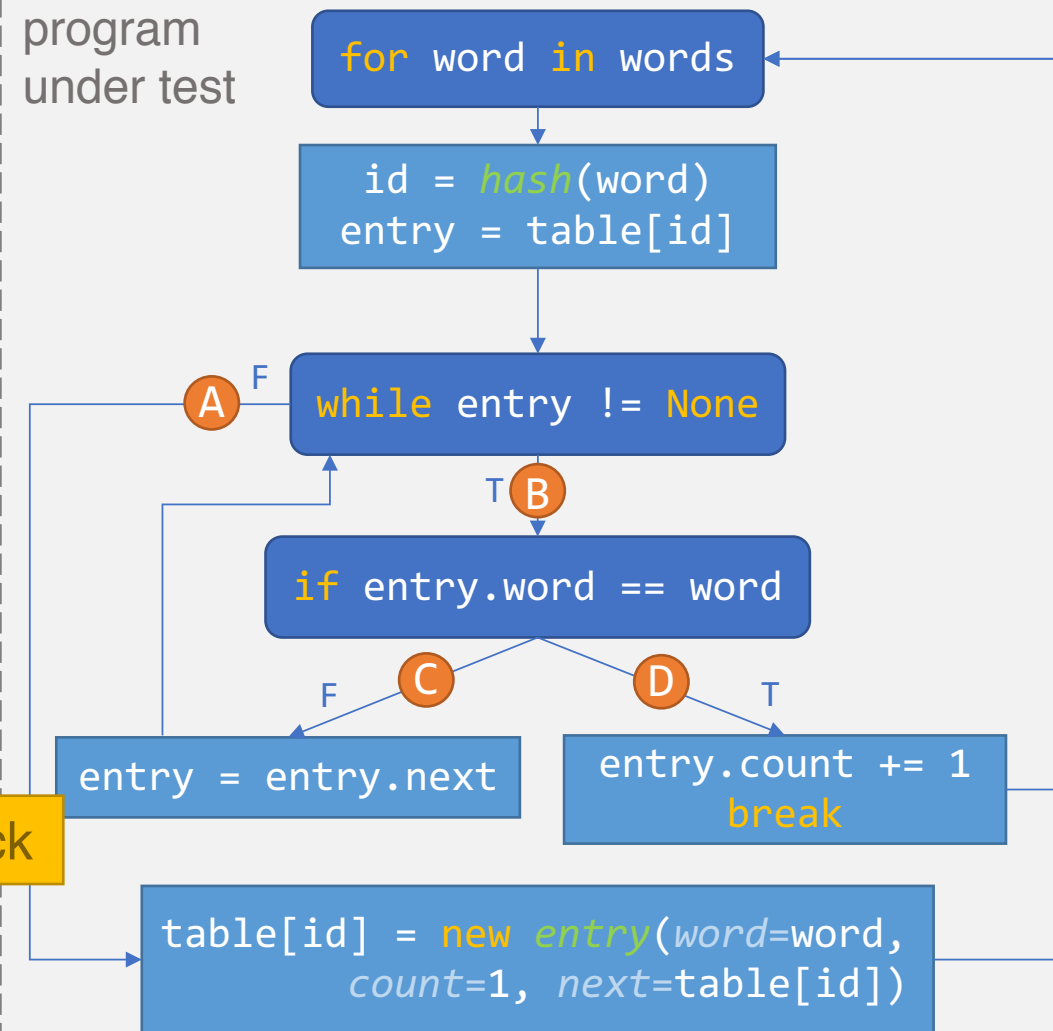 program
under test
for word in words
id = hash(word)
entry = table[id]
A
F
while entry != None
T
B
if entry.word == word
C
D
F
T
entry = entry.next
entry.count += 1
break
table[id] = new entry(word=word,
count=1, next=table[id])